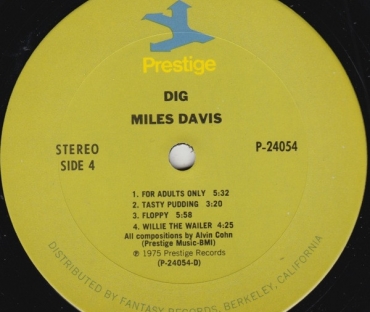 Prestige
DIG
MILES DAVIS
STEREO
SIDE 4
P-24054
1. FOR ADULTS ONLY 5:32
2. TASTY PUDDING 3:20
3. FLOPPY 5:58
4. WILLIE THE WAILER 4:25
All compositions by Alvin Cohn
(Prestige Music-BMI)
℗ 1975 Prestige Records
(P-24054-D)
DISTRIBUTED BY FANTASY RECORDS, BERKELEY, CALIFORNIA